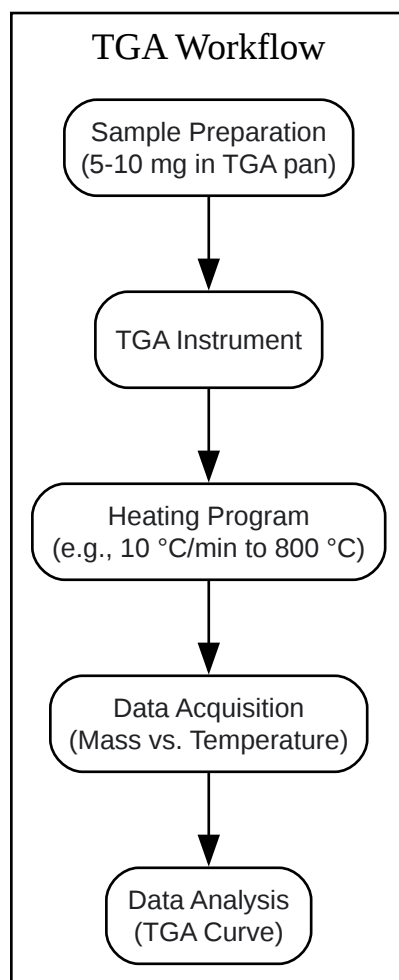 TGA Workflow
Sample Preparation
(5-10 mg in TGA pan)
TGA Instrument
Heating Program
(e.g., 10 °C/min to 800 °C)
Data Acquisition
(Mass vs. Temperature)
Data Analysis
(TGA Curve)